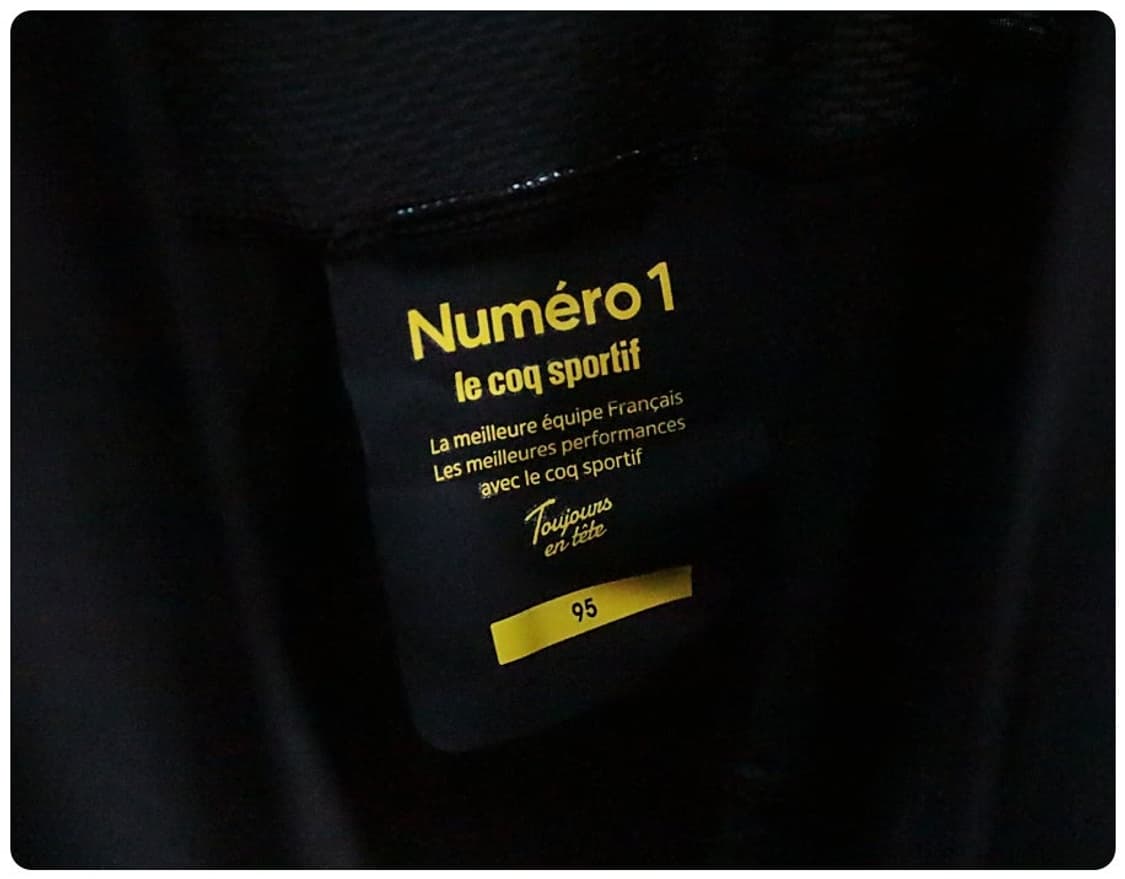 Numéro 1
le coq sportif
La meilleure équipe Français
Les meilleures performances
avec le coq sportif
Toujours
en tête
95